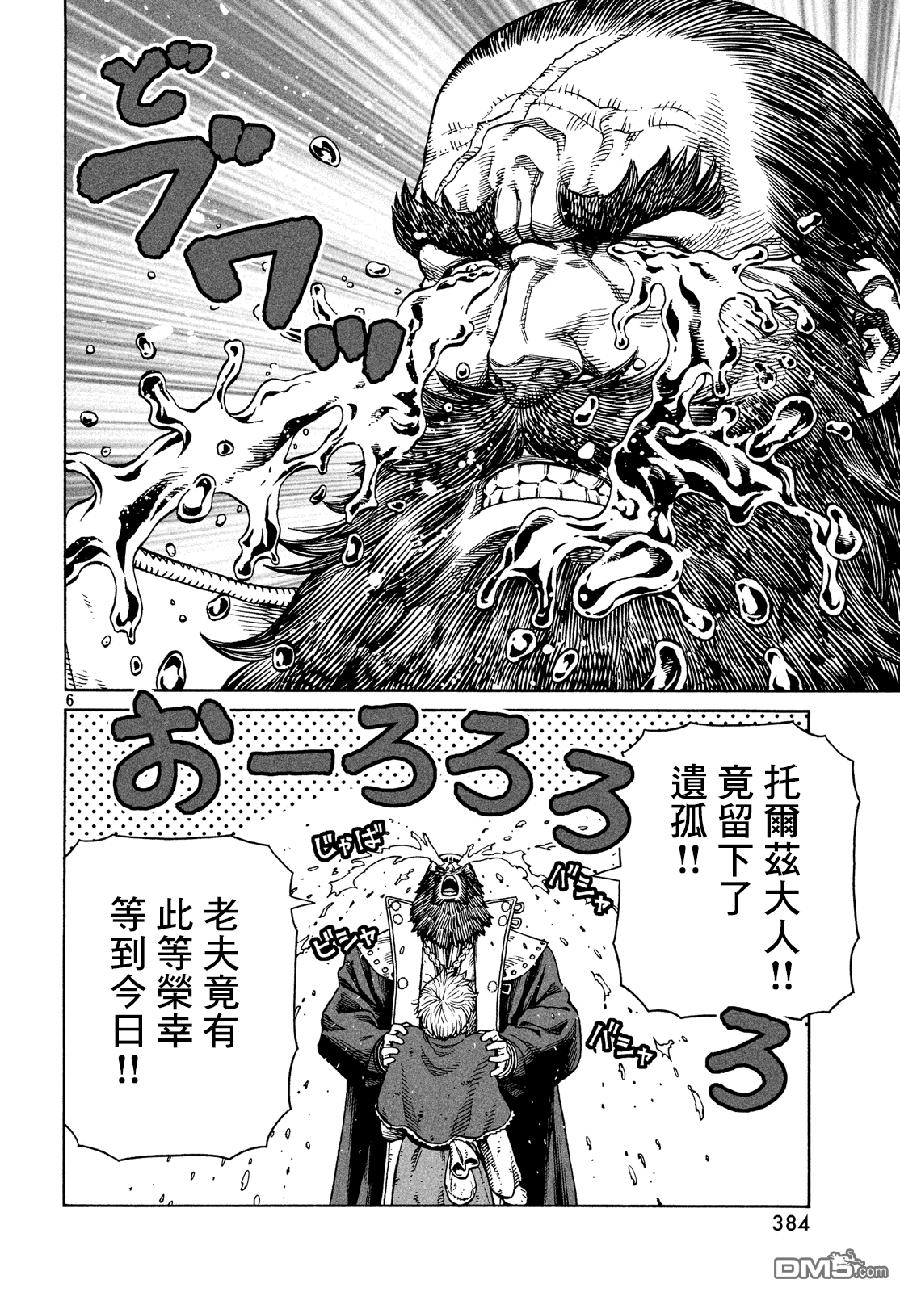 どブワッ
6
おーろろろろ
托爾茲大人!!
竟留下了
遺孤!!
じゃば
バシャ
ビシャ
バシャ
老夫竟有
此等榮幸
等到今日!!
384
DM5.com